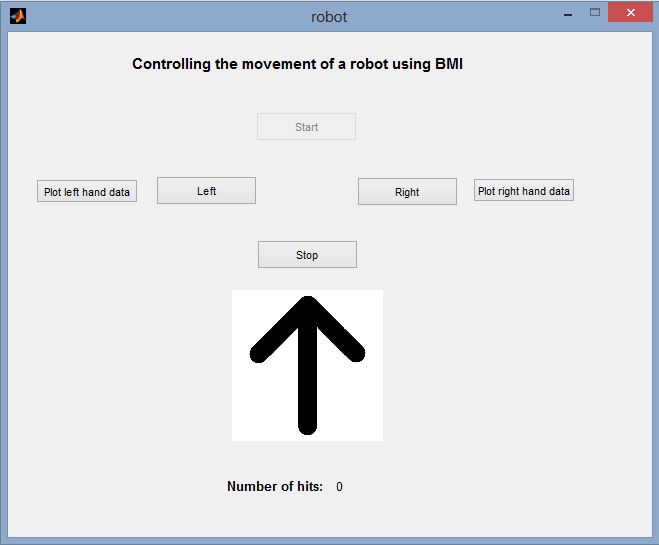 robot
Controlling the movement of a robot using BMI
Start
Plot left hand data
Left
Right
Plot right hand data
Stop
Number of hits: 0